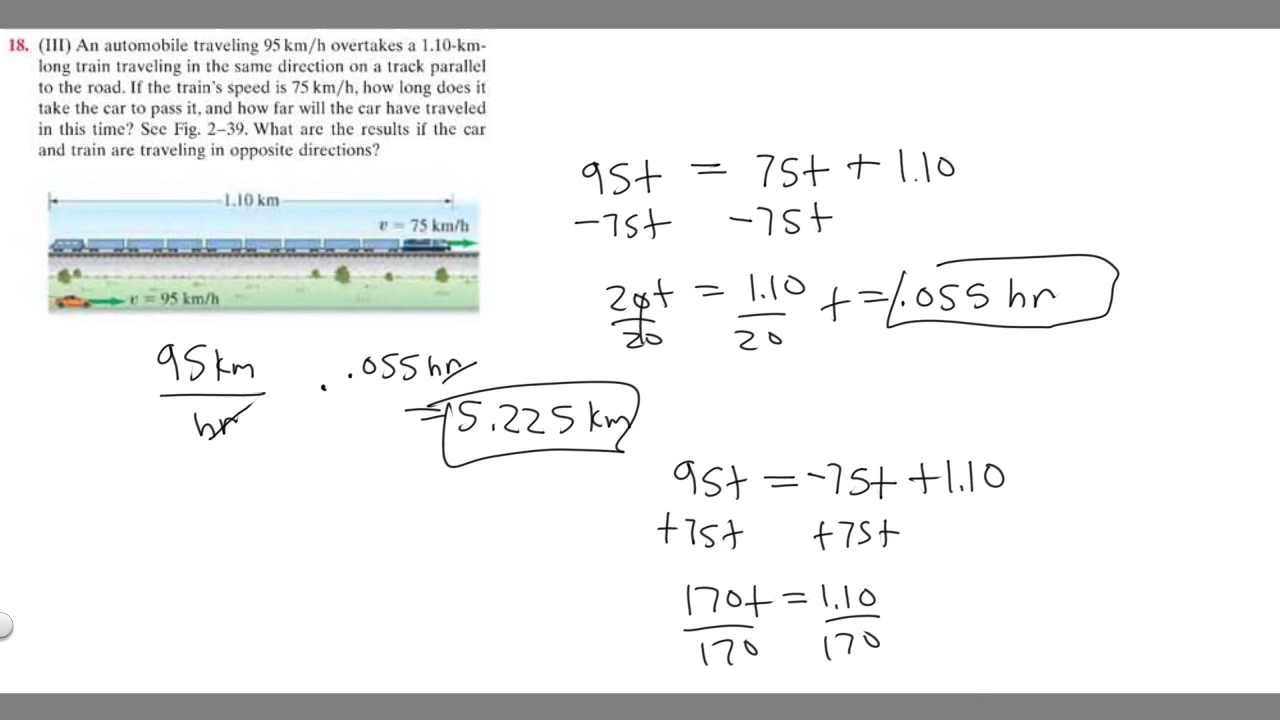 18. (III) An automobile traveling 95 km/h overtakes a 1.10-km-
long train traveling in the same direction on a track parallel
to the road. If the train's speed is 75 km/h, how long does it
take the car to pass it, and how far will the car have traveled
in this time? See Fig. 2–39. What are the results if the car
and train are traveling in opposite directions?
1.10 km
v = 75 km/h
v = 95 km/h
95t = 75t + 1.10
-75t -75t
20t/20 = 1.10/20 t = .055 hr
95 km/hr · .055 hr
= 5.225 km
95t = -75t + 1.10
+75t +75t
170t/170 = 1.10/170